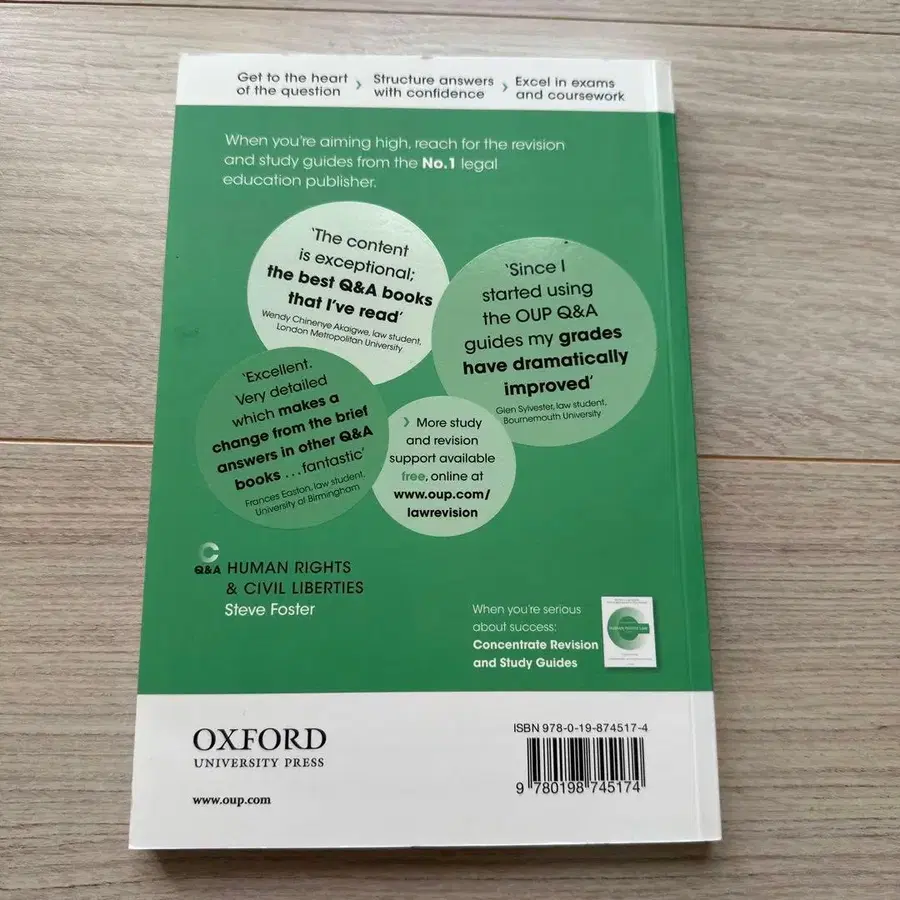 Get to the heart
of the question
› Structure answers
with confidence
› Excel in exams
and coursework
When you're aiming high, reach for the revision
and study guides from the No.1 legal
education publisher.
'The content
is exceptional;
the best Q&A books
that I've read'
Wendy Chinenye Akaigwe, law student,
London Metropolitan University
'Since I
started using
the OUP Q&A
guides my grades
have dramatically
improved'
Glen Sylvester, law student,
Bournemouth University
'Excellent.
Very detailed
which makes a
change from the brief
answers in other Q&A
books ...fantastic'
Frances Easton, law student,
University of Birmingham
› More study
and revision
support available
free, online at
www.oup.com/
lawrevision
C
Q&A HUMAN RIGHTS
& CIVIL LIBERTIES
Steve Foster
When you're serious
about success:
Concentrate Revision
and Study Guides
OXFORD
UNIVERSITY PRESS
www.oup.com
ISBN 978-0-19-874517-4
9 780198 745174